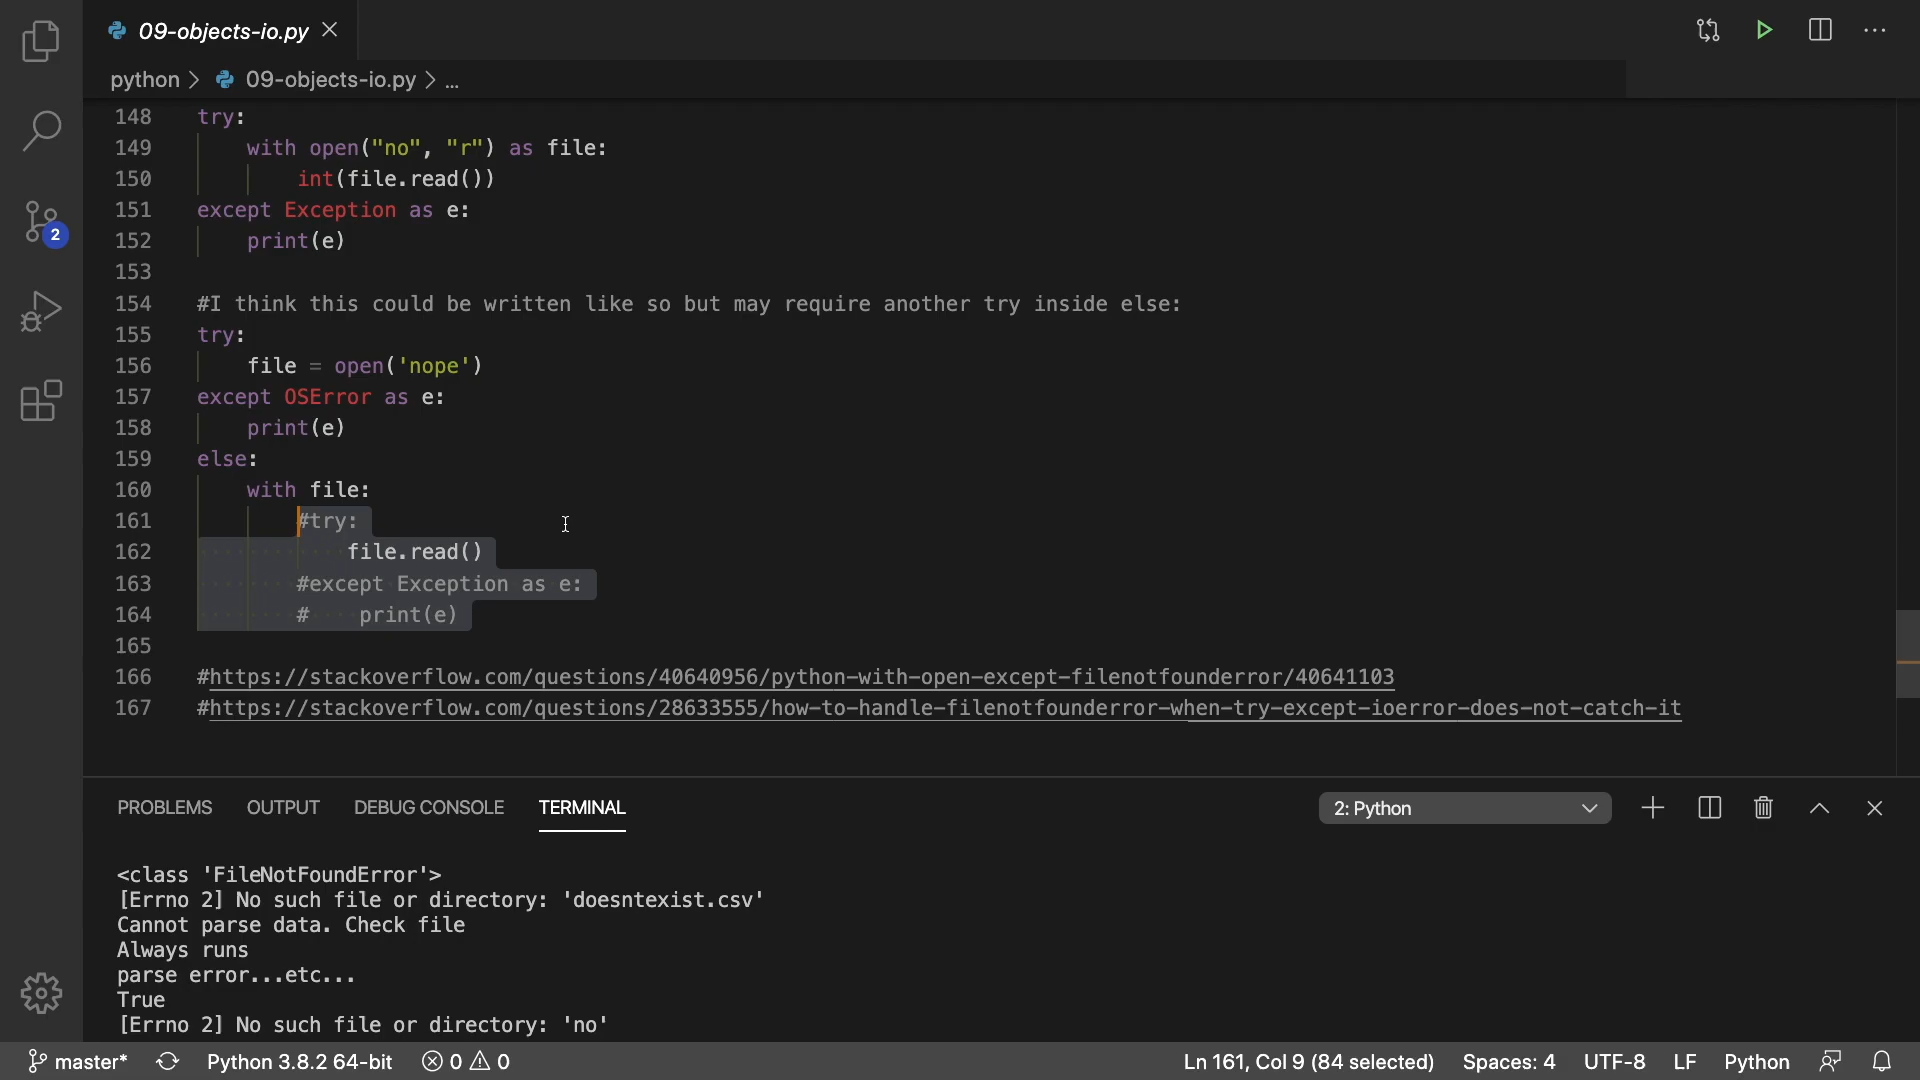 09-objects-io.py
python > 09-objects-io.py > ...
148 try:
149 with open("no", "r") as file:
150 int(file.read())
151 except Exception as e:
152 print(e)
153
154 #I think this could be written like so but may require another try inside else:
155 try:
156 file = open('nope')
157 except OSError as e:
158 print(e)
159 else:
160 with file:
161 #try:
162 file.read()
163 #except Exception as e:
164 # print(e)
165
166 #https://stackoverflow.com/questions/40640956/python-with-open-except-filenotfounderror/40641103
167 #https://stackoverflow.com/questions/28633555/how-to-handle-filenotfounderror-when-try-except-ioerror-does-not-catch-it
2
PROBLEMS OUTPUT DEBUG CONSOLE TERMINAL 2: Python
<class 'FileNotFoundError'>
[Errno 2] No such file or directory: 'doesntexist.csv'
Cannot parse data. Check file
Always runs
parse error...etc...
True
[Errno 2] No such file or directory: 'no'
master* Python 3.8.2 64-bit 0 0 Ln 161, Col 9 (84 selected) Spaces: 4 UTF-8 LF Python